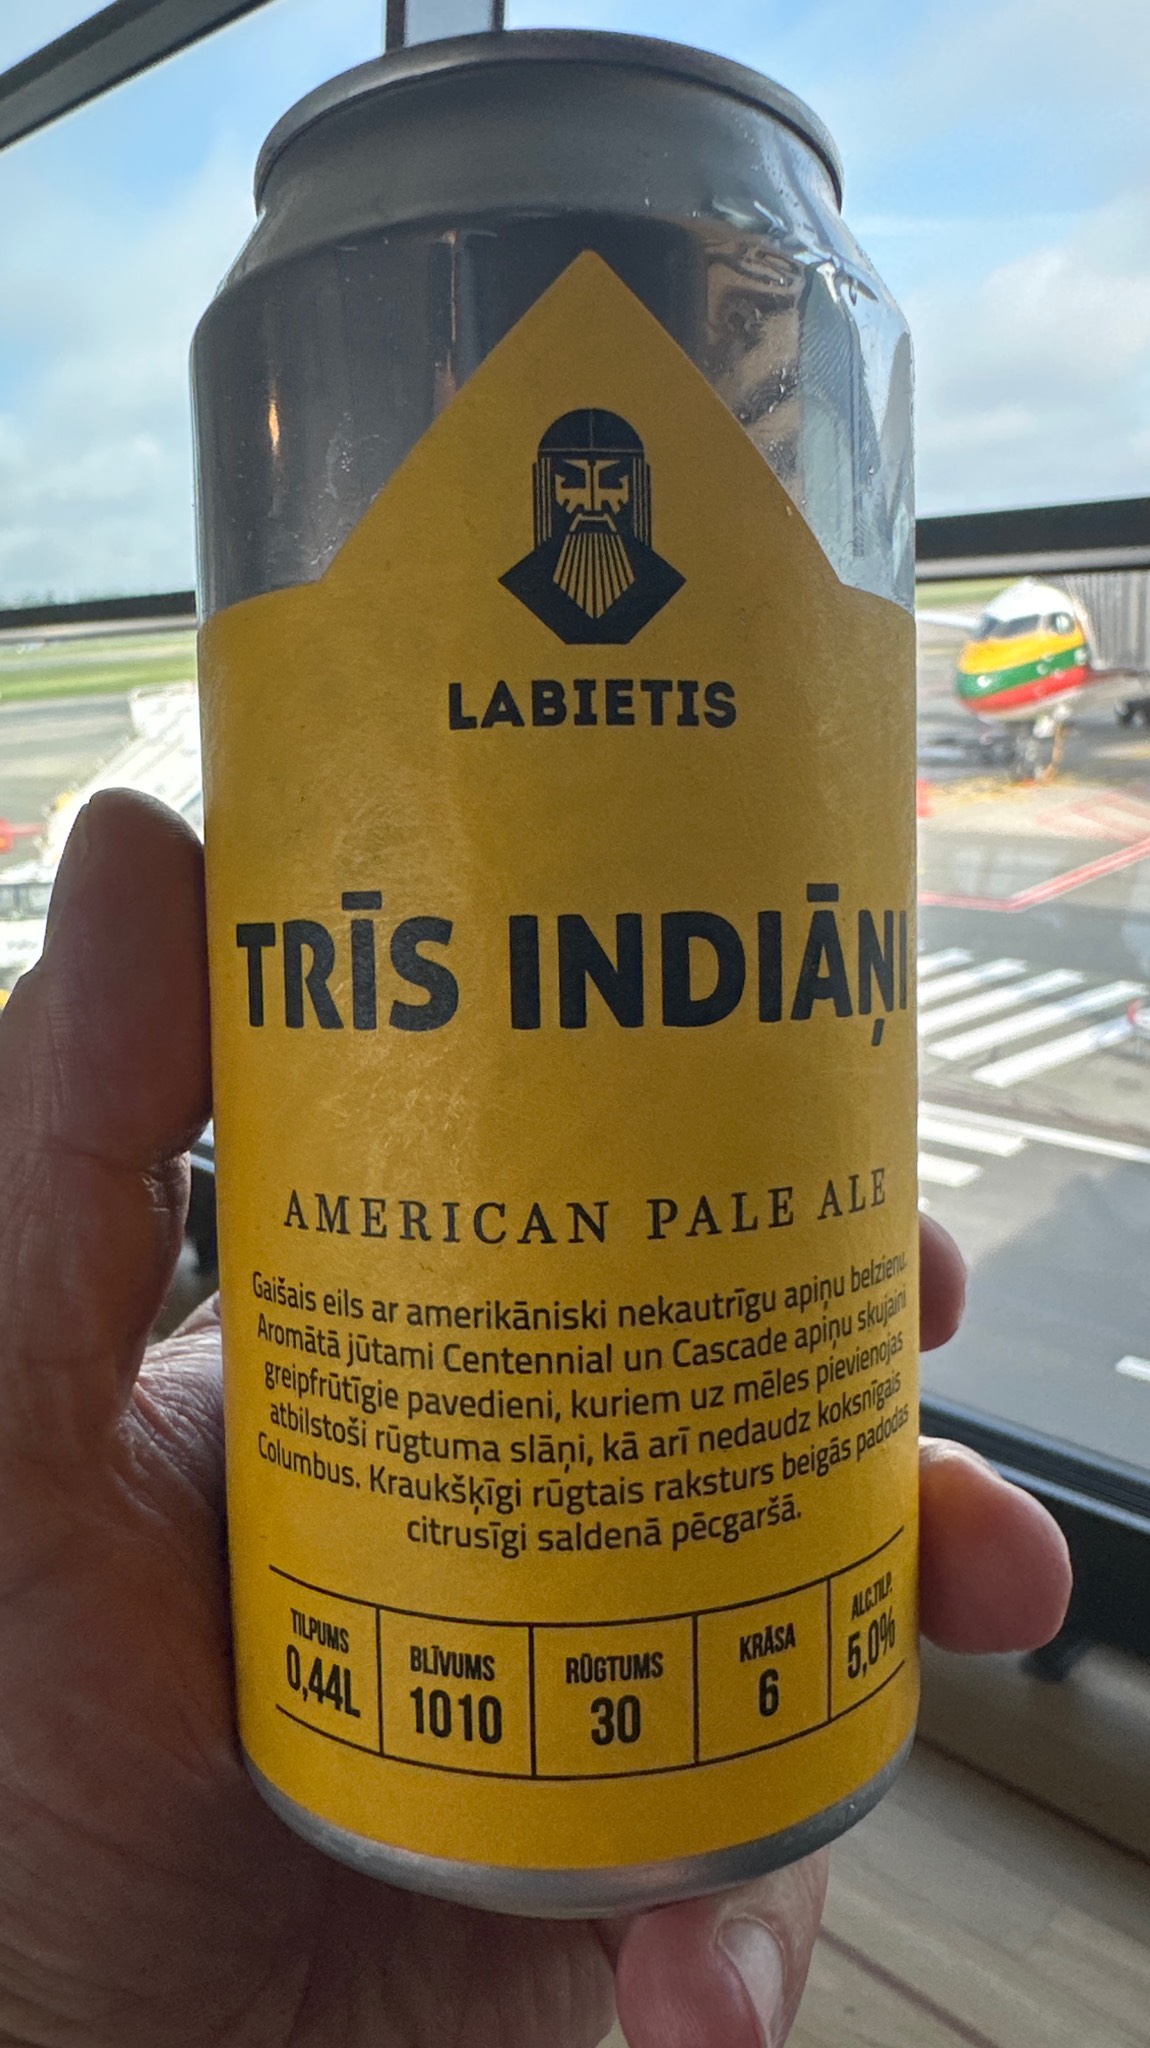 LABIETIS
TRĪS INDIĀŅI
AMERICAN PALE ALE
Gaišais eils ar amerikāniski nekautrīgu apiņu belzienu.
Aromātā jūtami Centennial un Cascade apiņu skujaini
greipfrūtīgie pavedieni, kuriem uz mēles pievienojas
atbilstoši rūgtuma slāņi, kā arī nedaudz koksnīgais
Columbus. Kraukšķīgi rūgtais raksturs beigās padodas
citrusīgi saldenā pēcgaršā.
TILPUMS BLĪVUMS RŪGTUMS KRĀSA ALC.TILP.
0,44L 1010 30 6 5,0%